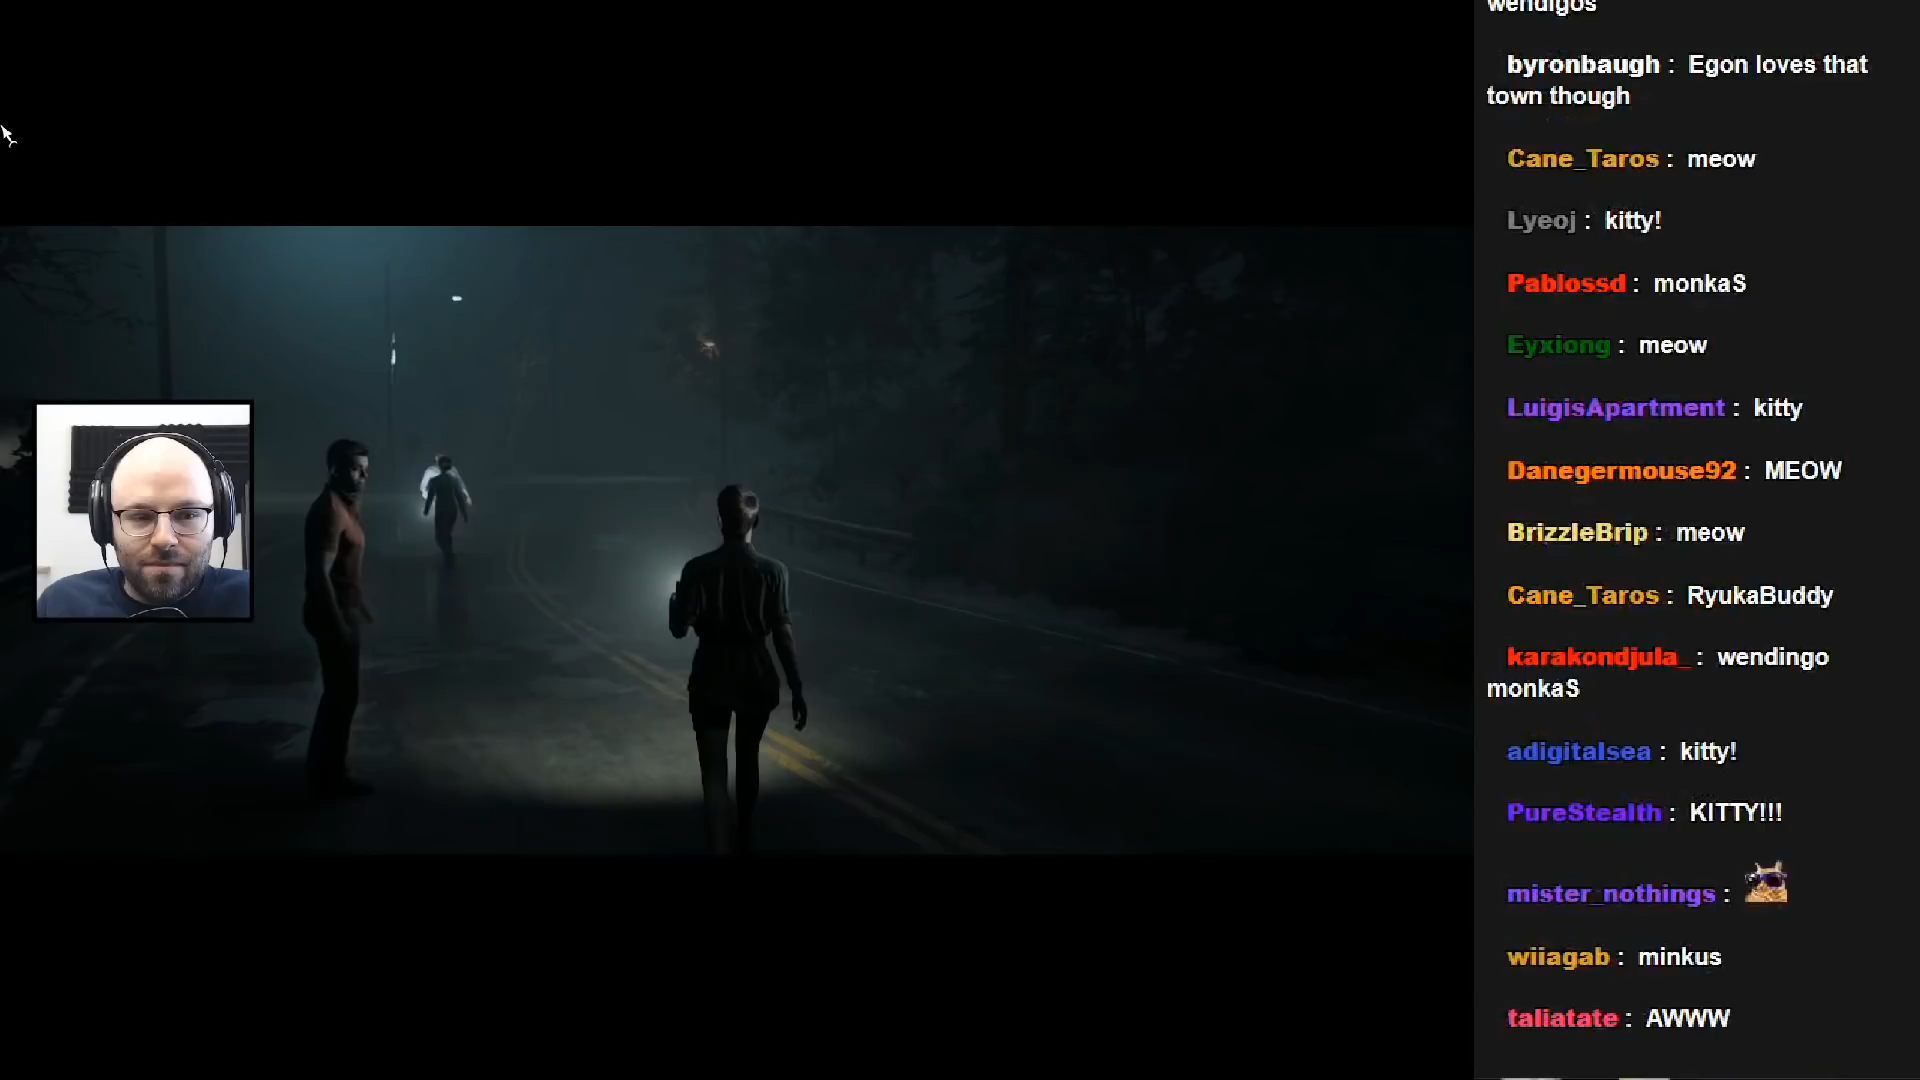 wendigos
byronbaugh : Egon loves that
town though
Cane_Taros : meow
Lyeoj : kitty!
Pablossd : monkaS
Eyxiong : meow
LuigisApartment : kitty
Danegermouse92 : MEOW
BrizzleBrip : meow
Cane_Taros : RyukaBuddy
karakondjula_ : wendingo
monkaS
adigitalsea : kitty!
PureStealth : KITTY!!!
mister_nothings :
wiiagab : minkus
taliatate : AWWW